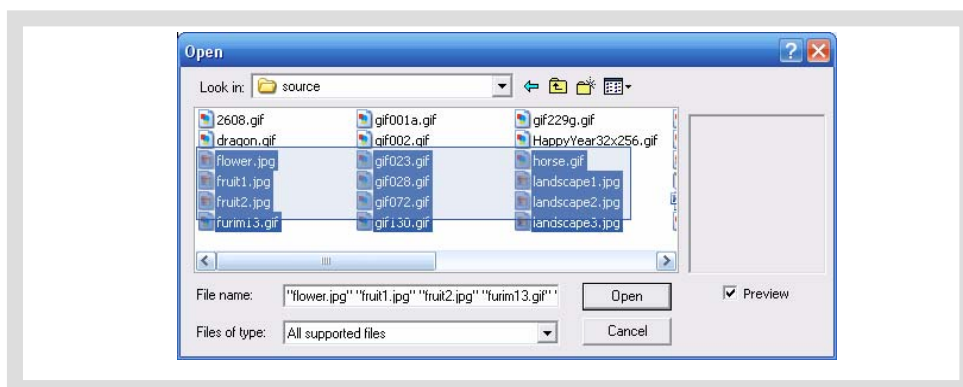 Open
Look in: source
2608.gif gif001a.gif gif229g.gif
dragon.gif gif002.gif HappyYear32x256.gif
flower.jpg gif023.gif horse.gif
fruit1.jpg gif028.gif landscape1.jpg
fruit2.jpg gif072.gif landscape2.jpg
furim13.gif gif130.gif landscape3.jpg
File name: "flower.jpg" "fruit1.jpg" "fruit2.jpg" "furim13.gif" " Open Preview
Files of type: All supported files Cancel